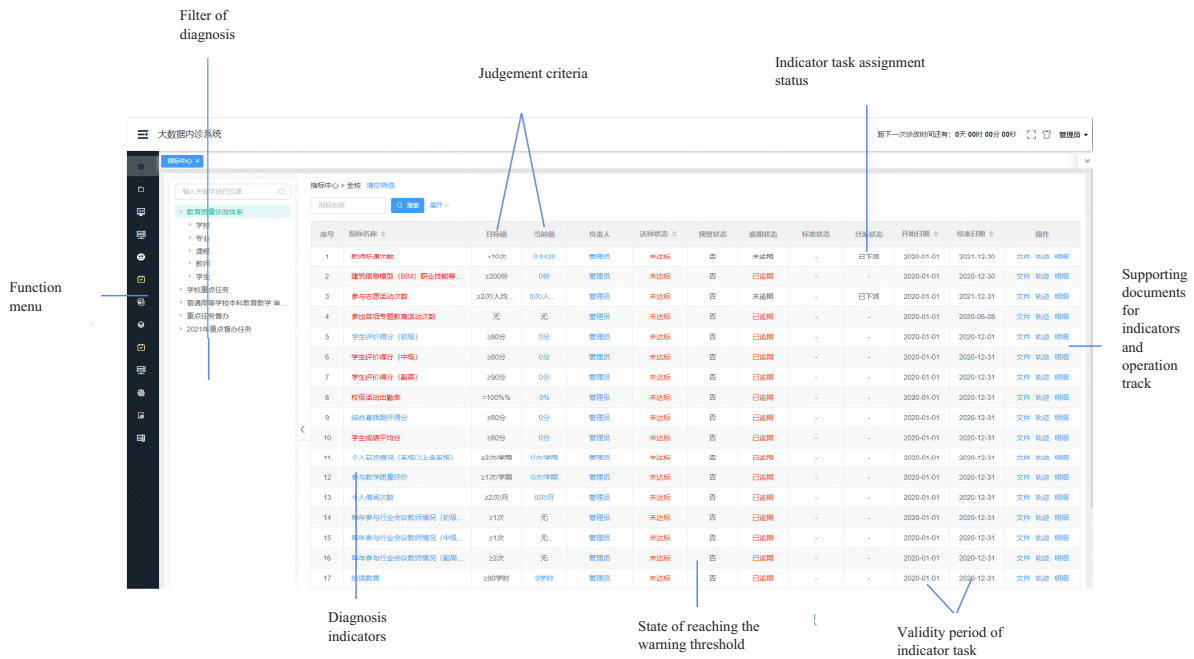 Filter of
diagnosis
Judgement criteria
Indicator task assignment
status
大数据内诊系统
距下一次诊改时间还有：0天 00时 00分 00秒
管理员
指标中心 ×
输入关键字进行过滤
教育质量诊改体系
学校
专业
课程
教师
学生
学校重点任务
普通高等学校本科教育教学 审...
重点任务督办
2021年重点督办任务
指标中心 > 全校 清空筛选
指标名称 搜索 展开
序号 指标名称 目标值 当前值 负责人 达标状态 预警状态 逾期状态 标准状态 分派状态 开始日期 结束日期 操作
1 教师听课次数 >10次 0.0428 管理员 未达标 否 未逾期 - 已下派 2020-01-01 2021-12-30 文件 轨迹 明细
2 建筑信息模型（BIM）职业技能等... ≥200份 0份 管理员 未达标 否 已逾期 - - 2020-01-01 2020-12-30 文件 轨迹 明细
3 参与志愿活动次数 ≥2次/人均... 0次/人... 管理员 未达标 否 未逾期 - 已下派 2020-01-01 2021-12-31 文件 轨迹 明细
4 参加各项专题教育活动次数 无 无 管理员 未达标 否 已逾期 - - 2020-01-01 2020-06-08 文件 轨迹 明细
5 学生评价得分（初级） ≥80分 0分 管理员 未达标 否 已逾期 - - 2020-01-01 2020-12-01 文件 轨迹 明细
6 学生评价得分（中级） ≥80分 0分 管理员 未达标 否 已逾期 - - 2020-01-01 2020-12-31 文件 轨迹 明细
7 学生评价得分（副高） ≥90分 0分 管理员 未达标 否 已逾期 - - 2020-01-01 2020-12-31 文件 轨迹 明细
8 校级活动出勤率 =100%% 0% 管理员 未达标 否 已逾期 - - 2020-01-01 2020-12-31 文件 轨迹 明细
9 综合素质测评得分 ≥80分 0分 管理员 未达标 否 已逾期 - - 2020-01-01 2020-12-31 文件 轨迹 明细
10 学生成绩平均分 ≥80分 0分 管理员 未达标 否 已逾期 - - 2020-01-01 2020-12-31 文件 轨迹 明细
11 个人获奖情况（系级以上含系级） ≥2次/学期 0次/学期 管理员 未达标 否 已逾期 - - 2020-01-01 2020-12-31 文件 轨迹 明细
12 参与教学质量评价 ≥1次/学期 0次/学期 管理员 未达标 否 已逾期 - - 2020-01-01 2020-12-31 文件 轨迹 明细
13 个人借阅次数 ≥2次/月 0次/月 管理员 未达标 否 已逾期 - - 2020-01-01 2020-12-31 文件 轨迹 明细
14 每年参与行业会议教师情况（初级... ≥1次 无 管理员 未达标 否 已逾期 - - 2020-01-01 2020-12-31 文件 轨迹 明细
15 每年参与行业会议教师情况（中级... ≥1次 无 管理员 未达标 否 已逾期 - - 2020-01-01 2020-12-31 文件 轨迹 明细
16 每年参与行业会议教师情况（副高... ≥2次 无 管理员 未达标 否 已逾期 - - 2020-01-01 2020-12-31 文件 轨迹 明细
17 继续教育 ≥90学时 0学时 管理员 未达标 否 已逾期 - - 2020-01-01 2020-12-31 文件 轨迹 明细
Function
menu
Supporting
documents
for
indicators
and
operation
track
Diagnosis
indicators
State of reaching the
warning threshold
Validity period of
indicator task